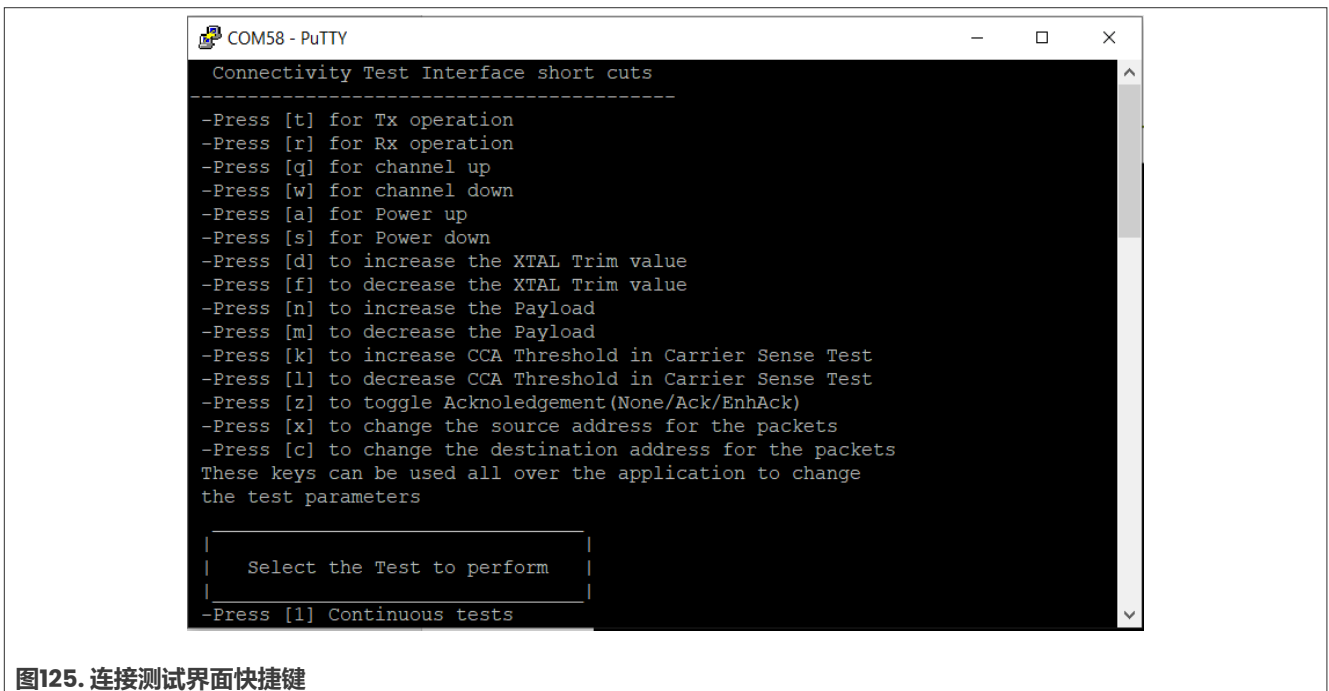 COM58 - PuTTY
Connectivity Test Interface short cuts
------------------------------------------
-Press [t] for Tx operation
-Press [r] for Rx operation
-Press [q] for channel up
-Press [w] for channel down
-Press [a] for Power up
-Press [s] for Power down
-Press [d] to increase the XTAL Trim value
-Press [f] to decrease the XTAL Trim value
-Press [n] to increase the Payload
-Press [m] to decrease the Payload
-Press [k] to increase CCA Threshold in Carrier Sense Test
-Press [l] to decrease CCA Threshold in Carrier Sense Test
-Press [z] to toggle Acknoledgement(None/Ack/EnhAck)
-Press [x] to change the source address for the packets
-Press [c] to change the destination address for the packets
These keys can be used all over the application to change
the test parameters
Select the Test to perform
-Press [1] Continuous tests
图125. 连接测试界面快捷键